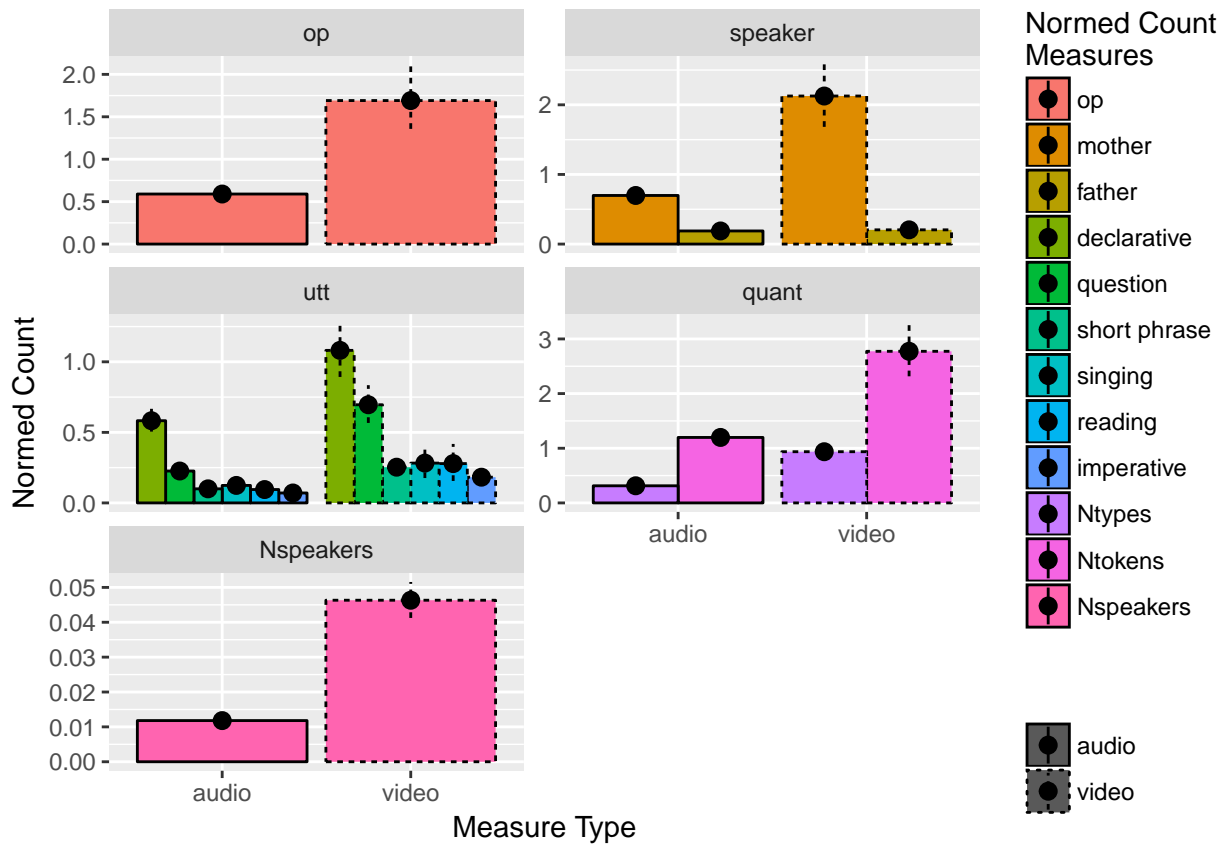 op
speaker
2.0
1.5
1.0
0.5
0.0
2
1
0
utt
quant
1.0
0.5
0.0
3
2
1
0
audio
video
Nspeakers
0.05
0.04
0.03
0.02
0.01
0.00
audio
video
Measure Type
Normed Count
Normed Count
Measures
op
mother
father
declarative
question
short phrase
singing
reading
imperative
Ntypes
Ntokens
Nspeakers
audio
video